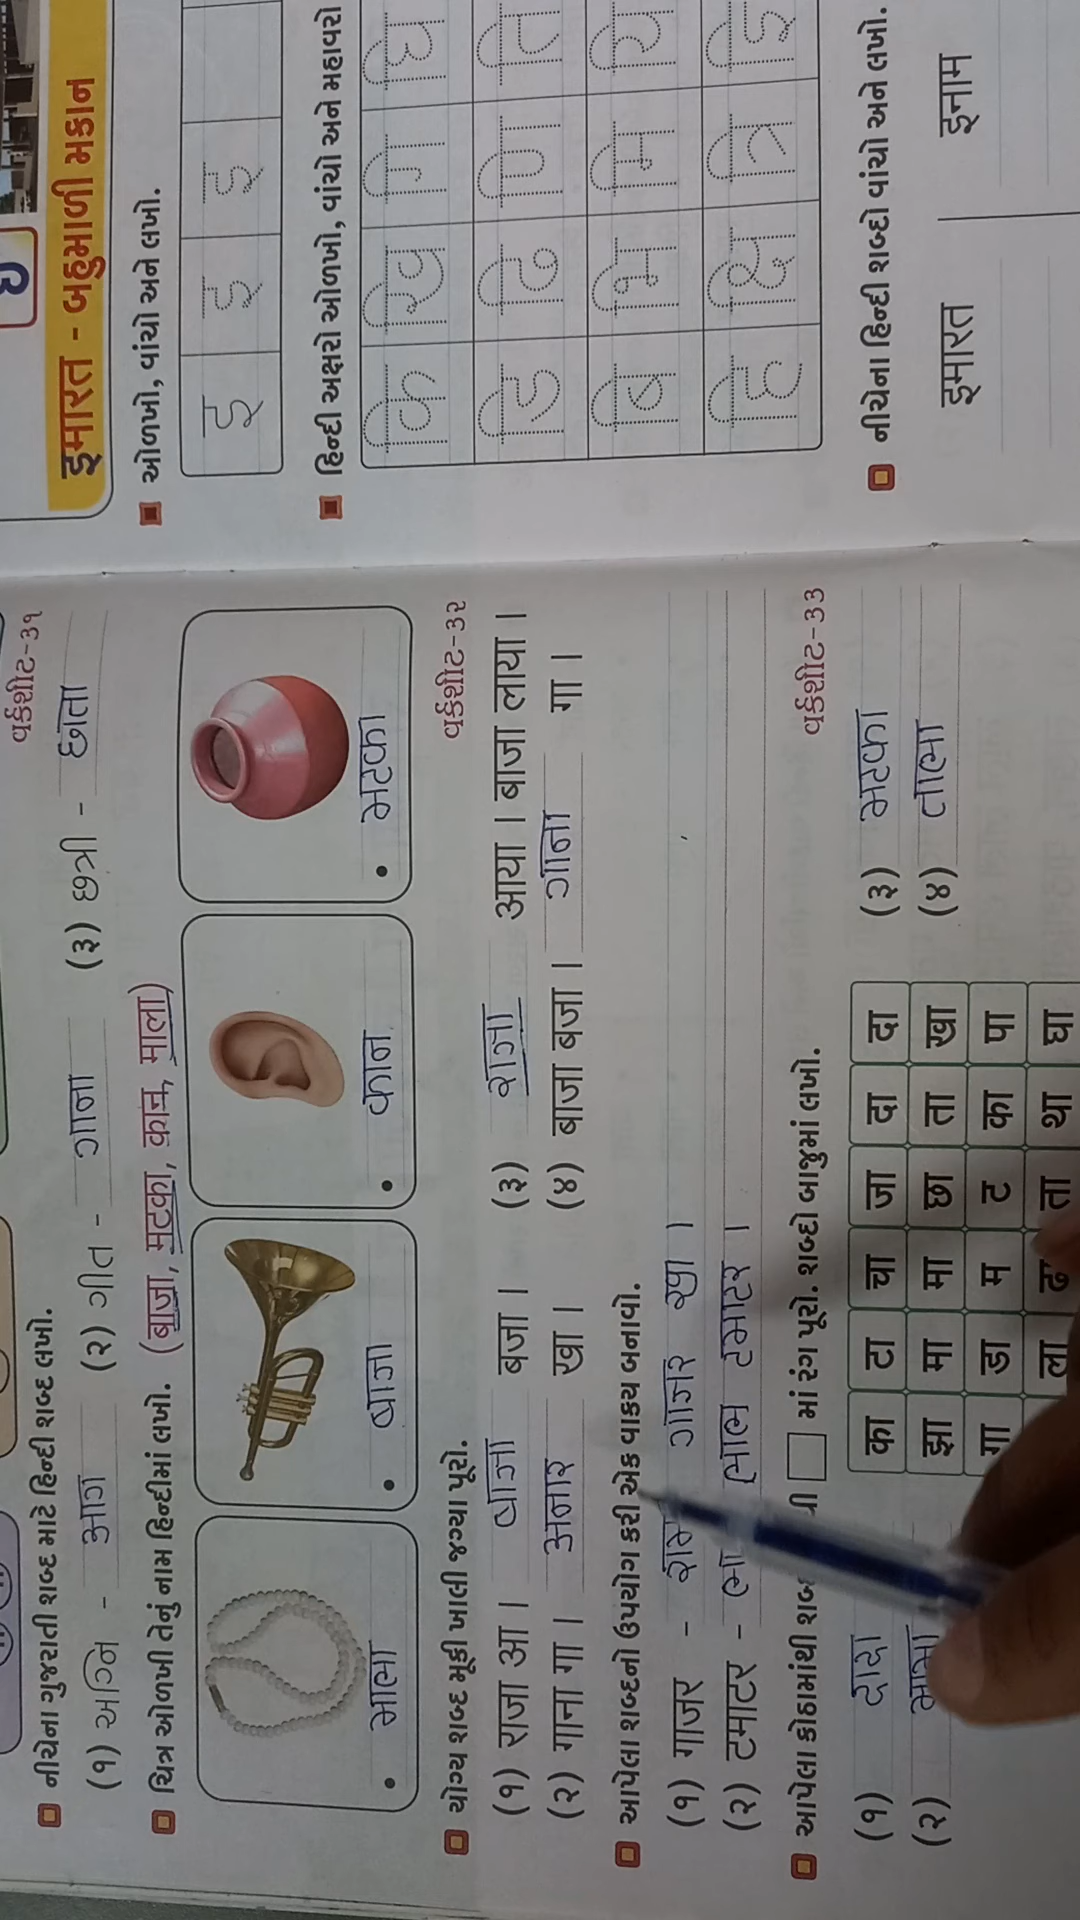 વર્કશીટ-૩૧
નીચેના ગુજરાતી શબ્દ માટે હિન્દી શબ્દ લખો.
(૧) અગ્નિ - आग (૨) ગીત - गाना (૩) છત્રી - छाता
ચિત્ર ઓળખી તેનું નામ હિન્દીમાં લખો. (बाजा, मटका, कान, माला)
• माला • बाजा • कान • मटका
વર્કશીટ-૩૨
યોગ્ય શબ્દ મૂકી ખાલી જગ્યા પૂરો.
(૧) राजा आ । बाजा बजा । (૩) राजा आया । बाजा लाया ।
(૨) गाना गा । अनार खा । (૪) बाजा बजा । गाना गा ।
આપેલા શબ્દનો ઉપયોગ કરી એક વાક્ય બનાવો.
(૧) गाजर - गाजर खा ।
(૨) टमाटर - लाल टमाटर ।
વર્કશીટ-૩૩
આપેલા કોઠામાંથી માં રંગ પૂરો. શબ્દો બાજુમાં લખો.
(૧) (૩) मटका
(૨) (૪)
का टा चा जा दा दा
झा मा मा छा ता खा
गा डा म ट का पा
ला ढ ता था घा
ઇ
इमारत - બહુમાળી મકાન
ઓળખો, વાંચો અને લખો.
इ इ इ
હિન્દી અક્ષરો ઓળખો, વાંચો અને મહાવરો
कि खि गि घि
ठि ढि णि ति
बि भि मि यि
हि क्षि त्रि इ
નીચેના હિન્દી શબ્દો વાંચો અને લખો.
इमारत इनाम